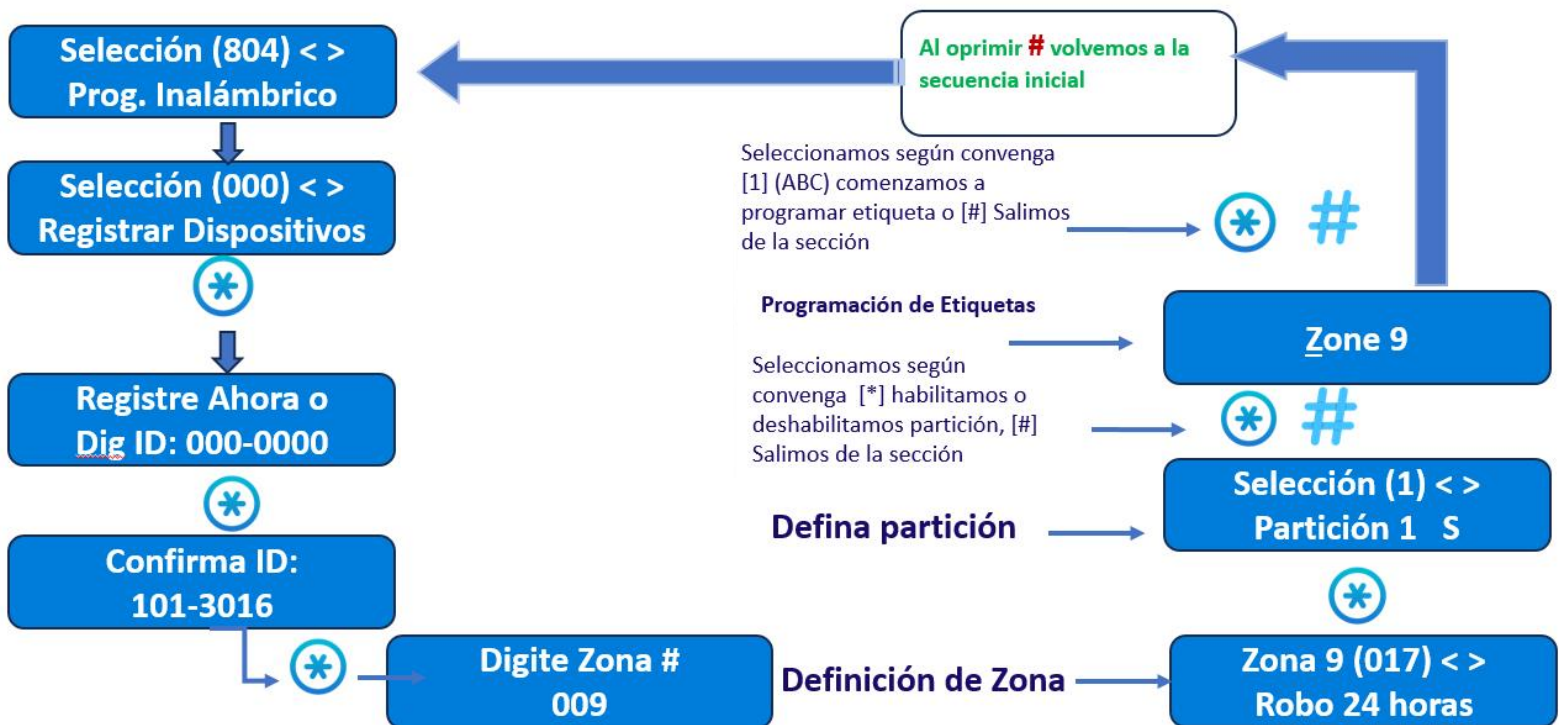 Selección (804) < >
Prog. Inalámbrico
Selección (000) < >
Registrar Dispositivos
*
Registre Ahora o
Dig ID: 000-0000
*
Confirma ID:
101-3016
*
Digite Zona #
009
Definición de Zona
Zona 9 (017) < >
Robo 24 horas
*
Defina partición
Selección (1) < >
Partición 1 S
Seleccionamos según
convenga [*] habilitamos o
deshabilitamos partición, [#]
Salimos de la sección
* #
Programación de Etiquetas
Zone 9
Seleccionamos según convenga
[1] (ABC) comenzamos a
programar etiqueta o [#] Salimos
de la sección
* #
Al oprimir # volvemos a la
secuencia inicial